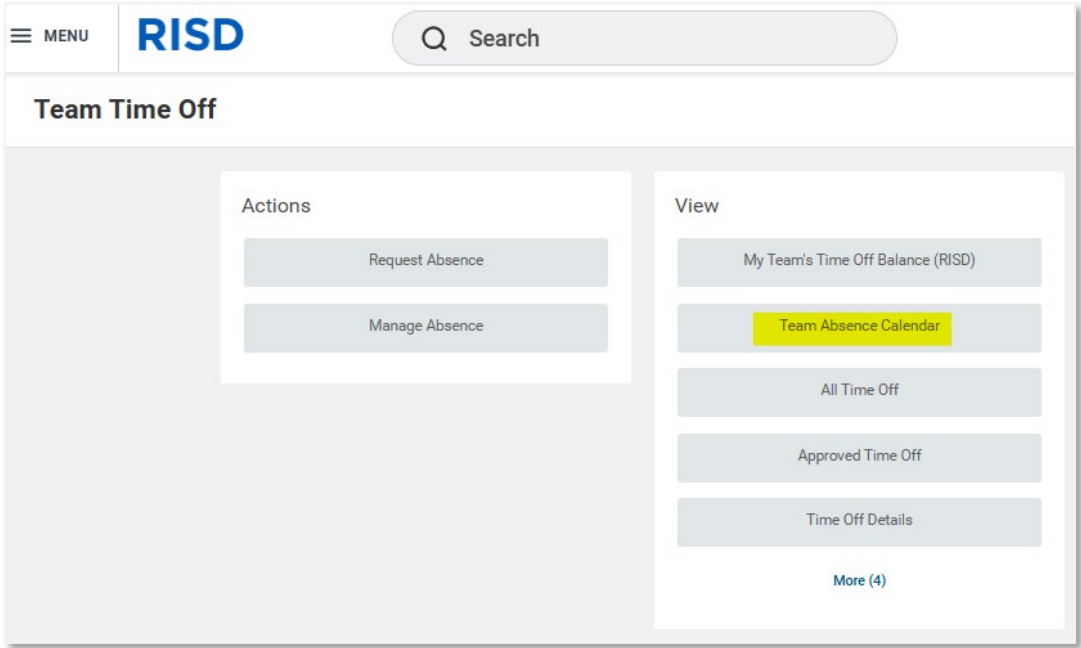 MENU
RISD
Search
Team Time Off
Actions
Request Absence
Manage Absence
View
My Team's Time Off Balance (RISD)
Team Absence Calendar
All Time Off
Approved Time Off
Time Off Details
More (4)